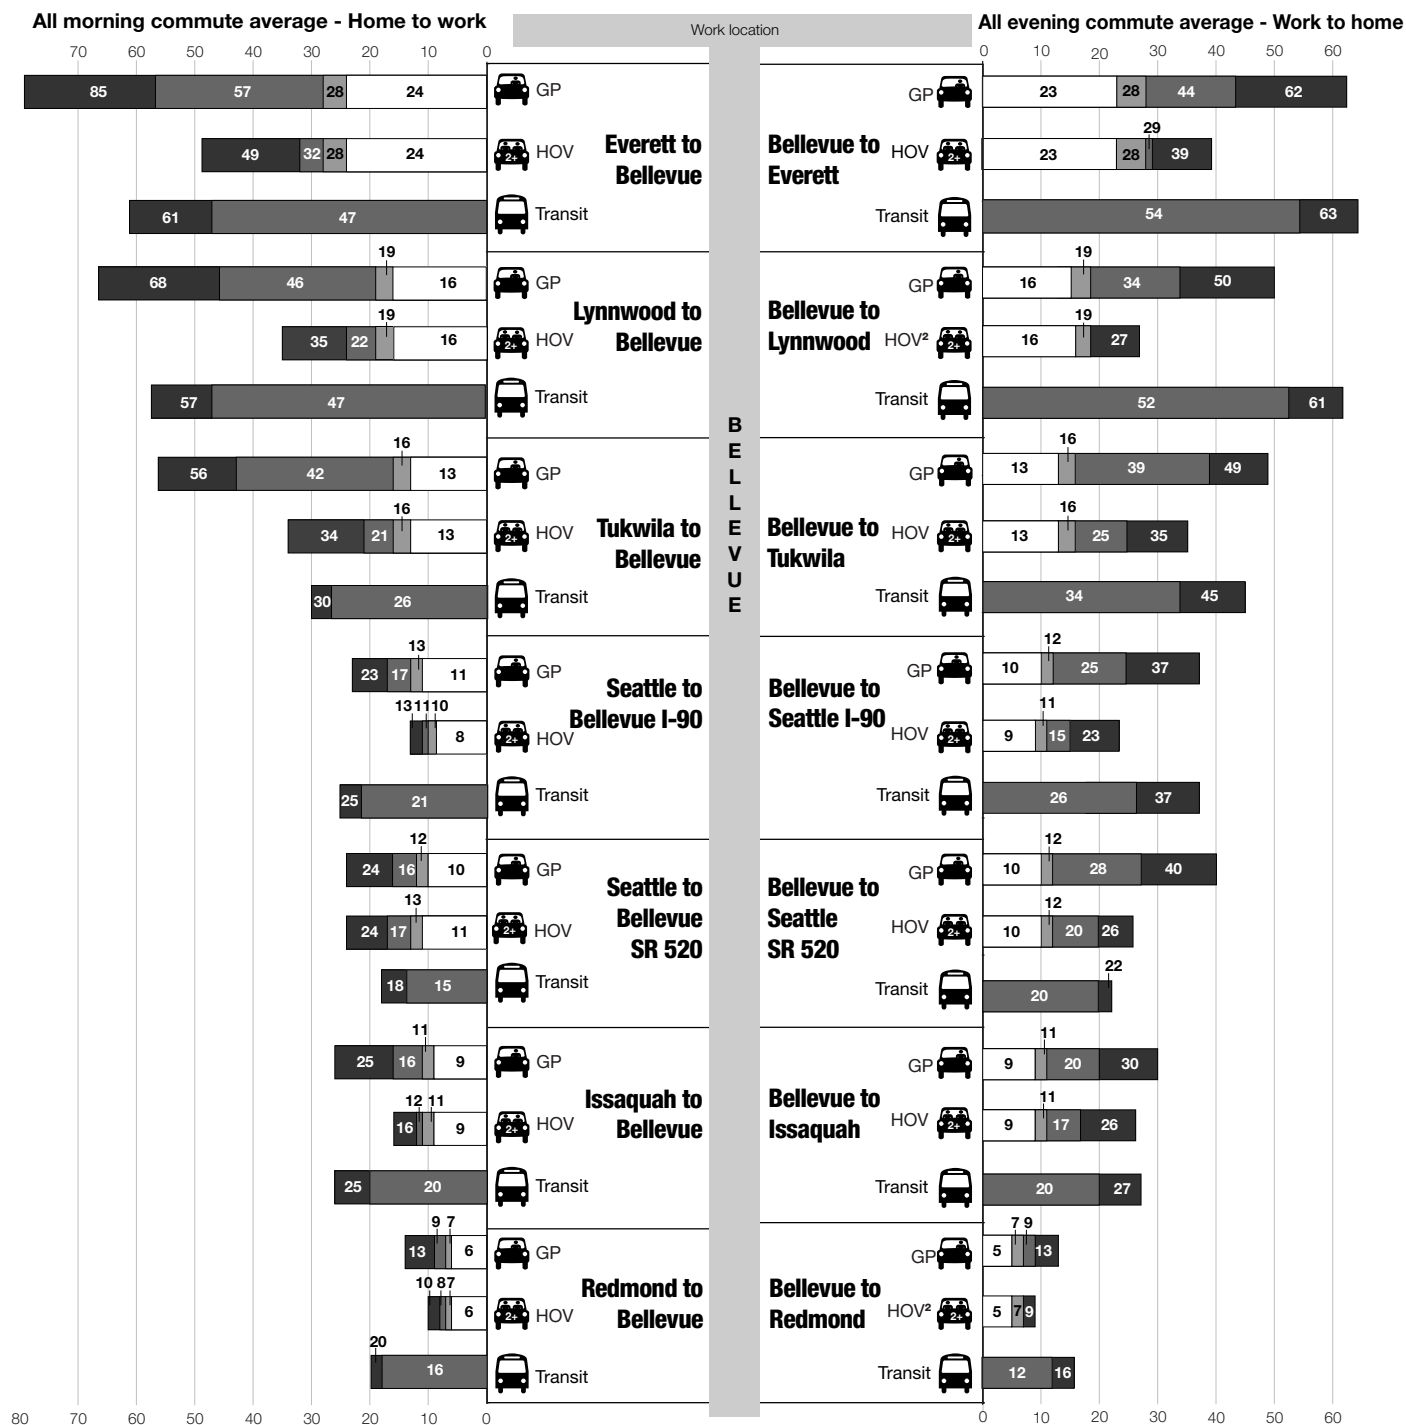 All morning commute average - Home to work
Work location
All evening commute average - Work to home
70 60 50 40 30 20 10 0
0 10 20 30 40 50 60
85 57 28 24 GP
49 32 28 24 2+ HOV
61 47 Transit
Everett to
Bellevue
19
68 46 16 GP
19
35 22 16 2+ HOV
57 47 Transit
Lynnwood to
Bellevue
16
56 42 13 GP
16
34 21 13 2+ HOV
30 26 Transit
Tukwila to
Bellevue
13
23 17 11 GP
13 11 10
8 2+ HOV
25 21 Transit
Seattle to
Bellevue I-90
12
24 16 10 GP
13
24 17 11 2+ HOV
18 15 Transit
Seattle to
Bellevue
SR 520
11
25 16 9 GP
12 11
16 9 2+ HOV
25 20 Transit
Issaquah to
Bellevue
9 7
13 6 GP
10 8 7
6 2+ HOV
20
16 Transit
Redmond to
Bellevue
80 70 60 50 40 30 20 10 0
B
E
L
L
E
V
U
E
GP 23 28 44 62
29
HOV 2+ 23 28 39
Transit 54 63
Bellevue to
Everett
19
GP 16 34 50
19
HOV² 2+ 16 27
Transit 52 61
Bellevue to
Lynnwood
16
GP 13 39 49
16
HOV 2+ 13 25 35
Transit 34 45
Bellevue to
Tukwila
12
GP 10 25 37
11
HOV 2+ 9 15 23
Transit 26 37
Bellevue to
Seattle I-90
12
GP 10 28 40
12
HOV 2+ 10 20 26
22
Transit 20
Bellevue to
Seattle
SR 520
11
GP 9 20 30
11
HOV 2+ 9 17 26
Transit 20 27
Bellevue to
Issaquah
7 9
GP 5 13
HOV² 2+ 5 7 9
Transit 12 16
Bellevue to
Redmond
0 10 20 30 40 50 60